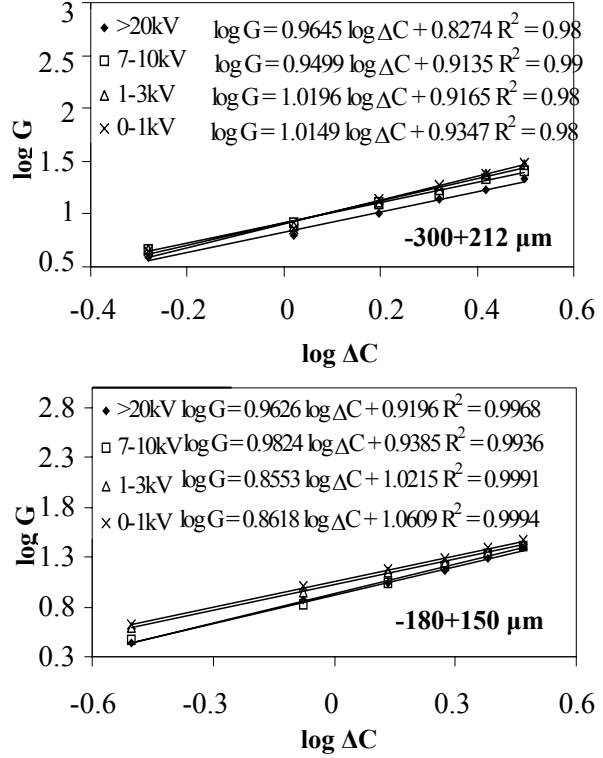 >20kV log G = 0.9645 log ΔC + 0.8274 R² = 0.98
7-10kV log G = 0.9499 log ΔC + 0.9135 R² = 0.99
1-3kV log G = 1.0196 log ΔC + 0.9165 R² = 0.98
0-1kV log G = 1.0149 log ΔC + 0.9347 R² = 0.98
3
2.5
2
1.5
1
0.5
log G
-300+212 µm
-0.4 -0.2 0 0.2 0.4 0.6
log ΔC
>20kV log G = 0.9626 log ΔC + 0.9196 R² = 0.9968
7-10kV log G = 0.9824 log ΔC + 0.9385 R² = 0.9936
1-3kV log G = 0.8553 log ΔC + 1.0215 R² = 0.9991
0-1kV log G = 0.8618 log ΔC + 1.0609 R² = 0.9994
2.8
2.3
1.8
1.3
0.8
0.3
log G
-180+150 µm
-0.6 -0.3 0 0.3 0.6
log ΔC